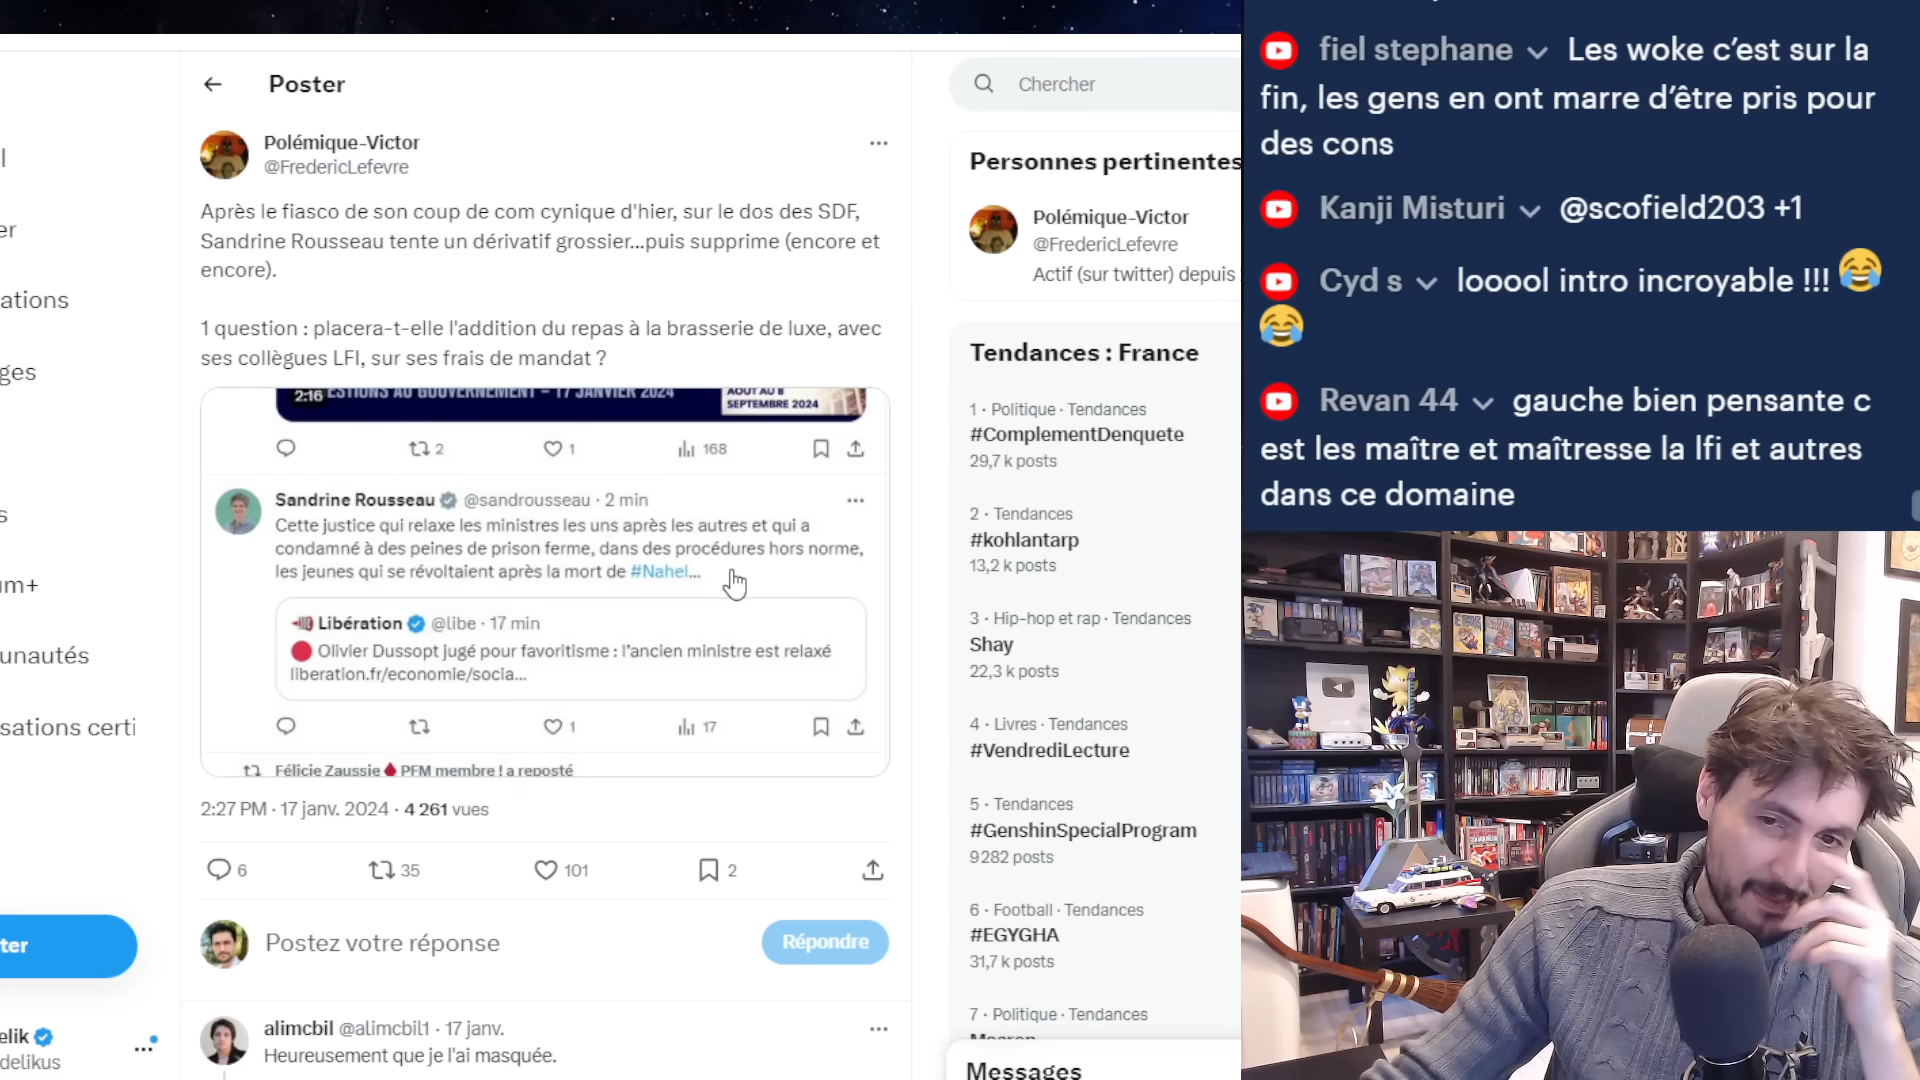 Poster
Polémique-Victor
@FredericLefevre
Après le fiasco de son coup de com cynique d'hier, sur le dos des SDF,
Sandrine Rousseau tente un dérivatif grossier...puis supprime (encore et
encore).
1 question : placera-t-elle l'addition du repas à la brasserie de luxe, avec
ses collègues LFI, sur ses frais de mandat ?
2:16
ESTIONS AU GOUVERNEMENT – 17 JANVIER 2024
AOÛT AU 8
SEPTEMBRE 2024
2
1
168
Sandrine Rousseau @sandrousseau · 2 min
Cette justice qui relaxe les ministres les uns après les autres et qui a
condamné à des peines de prison ferme, dans des procédures hors norme,
les jeunes qui se révoltaient après la mort de #Nahel...
Libération @libe · 17 min
Olivier Dussopt jugé pour favoritisme : l'ancien ministre est relaxé
liberation.fr/economie/socia...
1
17
Félicie Zaussie PFM membre ! a reposté
2:27 PM · 17 janv. 2024 · 4 261 vues
6
35
101
2
Postez votre réponse
Répondre
alimcbil @alimcbil1 · 17 janv.
Heureusement que je l'ai masquée.
l
er
ations
ges
s
um+
unautés
sations certi
ter
elik
delikus
Chercher
Personnes pertinentes
Polémique-Victor
@FredericLefevre
Actif (sur twitter) depuis
Tendances : France
1 · Politique · Tendances
#ComplementDenquete
29,7 k posts
2 · Tendances
#kohlantarp
13,2 k posts
3 · Hip-hop et rap · Tendances
Shay
22,3 k posts
4 · Livres · Tendances
#VendrediLecture
5 · Tendances
#GenshinSpecialProgram
9 282 posts
6 · Football · Tendances
#EGYGHA
31,7 k posts
7 · Politique · Tendances
Macron
Messages
fiel stephane Les woke c'est sur la
fin, les gens en ont marre d'être pris pour
des cons
Kanji Misturi @scofield203 +1
Cyd s looool intro incroyable !!! 😂
😂
Revan 44 gauche bien pensante c
est les maître et maîtresse la lfi et autres
dans ce domaine